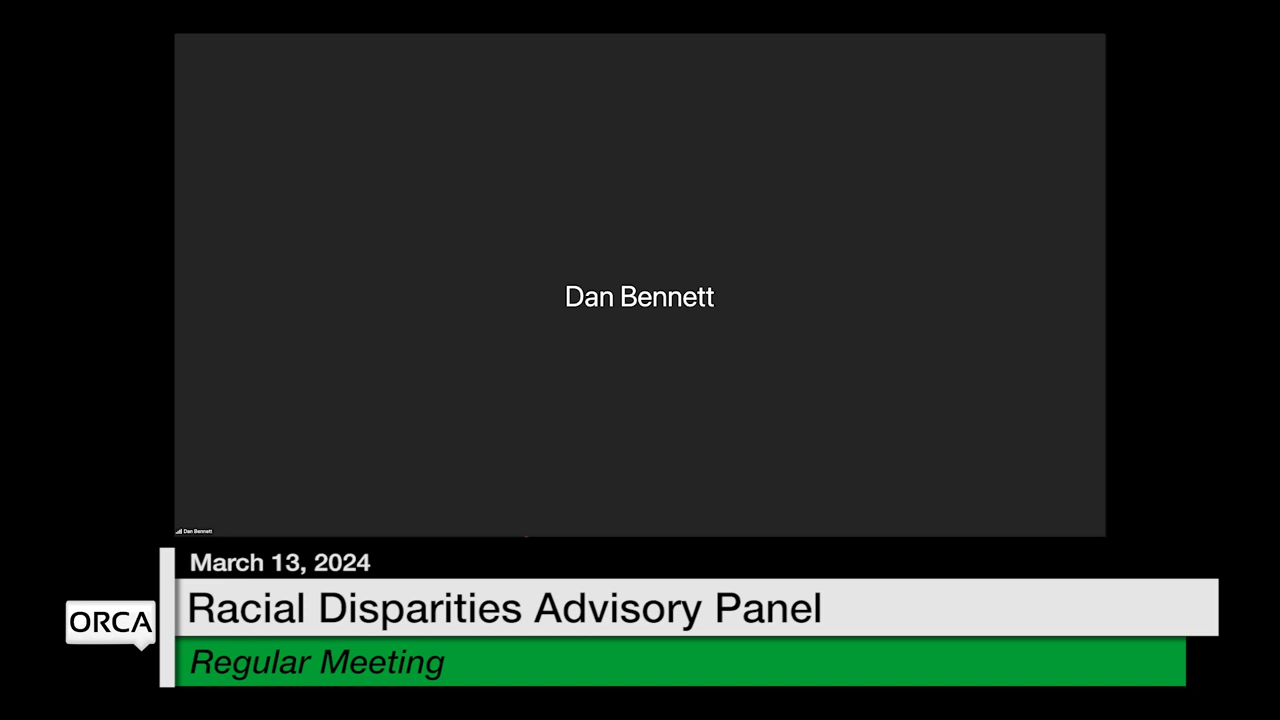 Dan Bennett
Dan Bennett
March 13, 2024
Racial Disparities Advisory Panel
ORCA
Regular Meeting